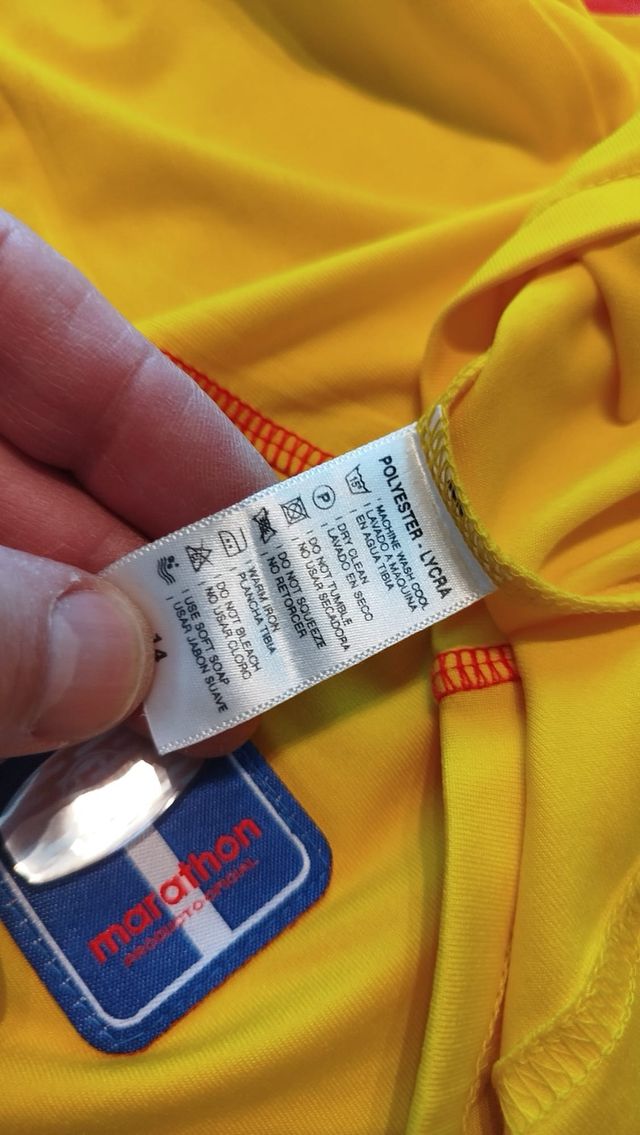 POLYESTER LYCRA
15°
MACHINE WASH COOL
LAVADO A MAQUINA
EN AGUA TIBIA
P
DRY CLEAN
LAVADO EN SECO
DO NOT TUMBLE
NO USAR SECADORA
DO NOT SQUEEZE
NO RETORCER
WARM IRON
PLANCHA TIBIA
DO NOT BLEACH
NO USAR CLORO
USE SOFT SOAP
USAR JABON SUAVE
14
marathon
PRODUCTO OFICIAL